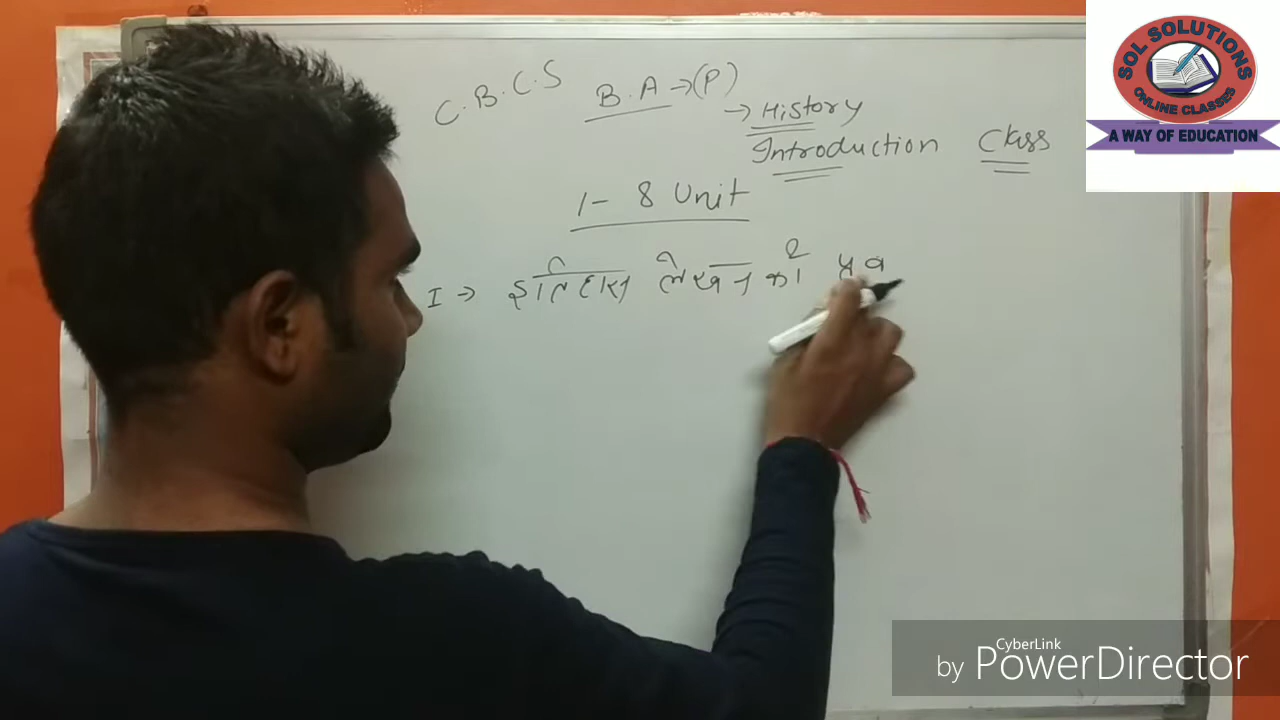 C.B.C.S B.A → (P)
→ History
Introduction Class
1 - 8 Unit
I → इतिहास लेखन की
SOL SOLUTIONS
ONLINE CLASSES
A WAY OF EDUCATION
CyberLink
by PowerDirector